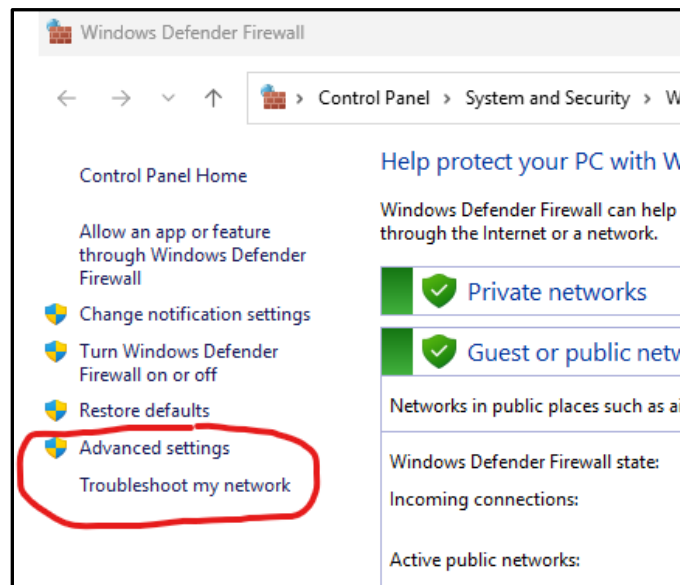 Windows Defender Firewall
Control Panel > System and Security >
Control Panel Home
Allow an app or feature
through Windows Defender
Firewall
Change notification settings
Turn Windows Defender
Firewall on or off
Restore defaults
Advanced settings
Troubleshoot my network
Help protect your PC with
Windows Defender Firewall can help
through the Internet or a network.
Private networks
Guest or public
Networks in public places such as
Windows Defender Firewall state:
Incoming connections:
Active public networks: